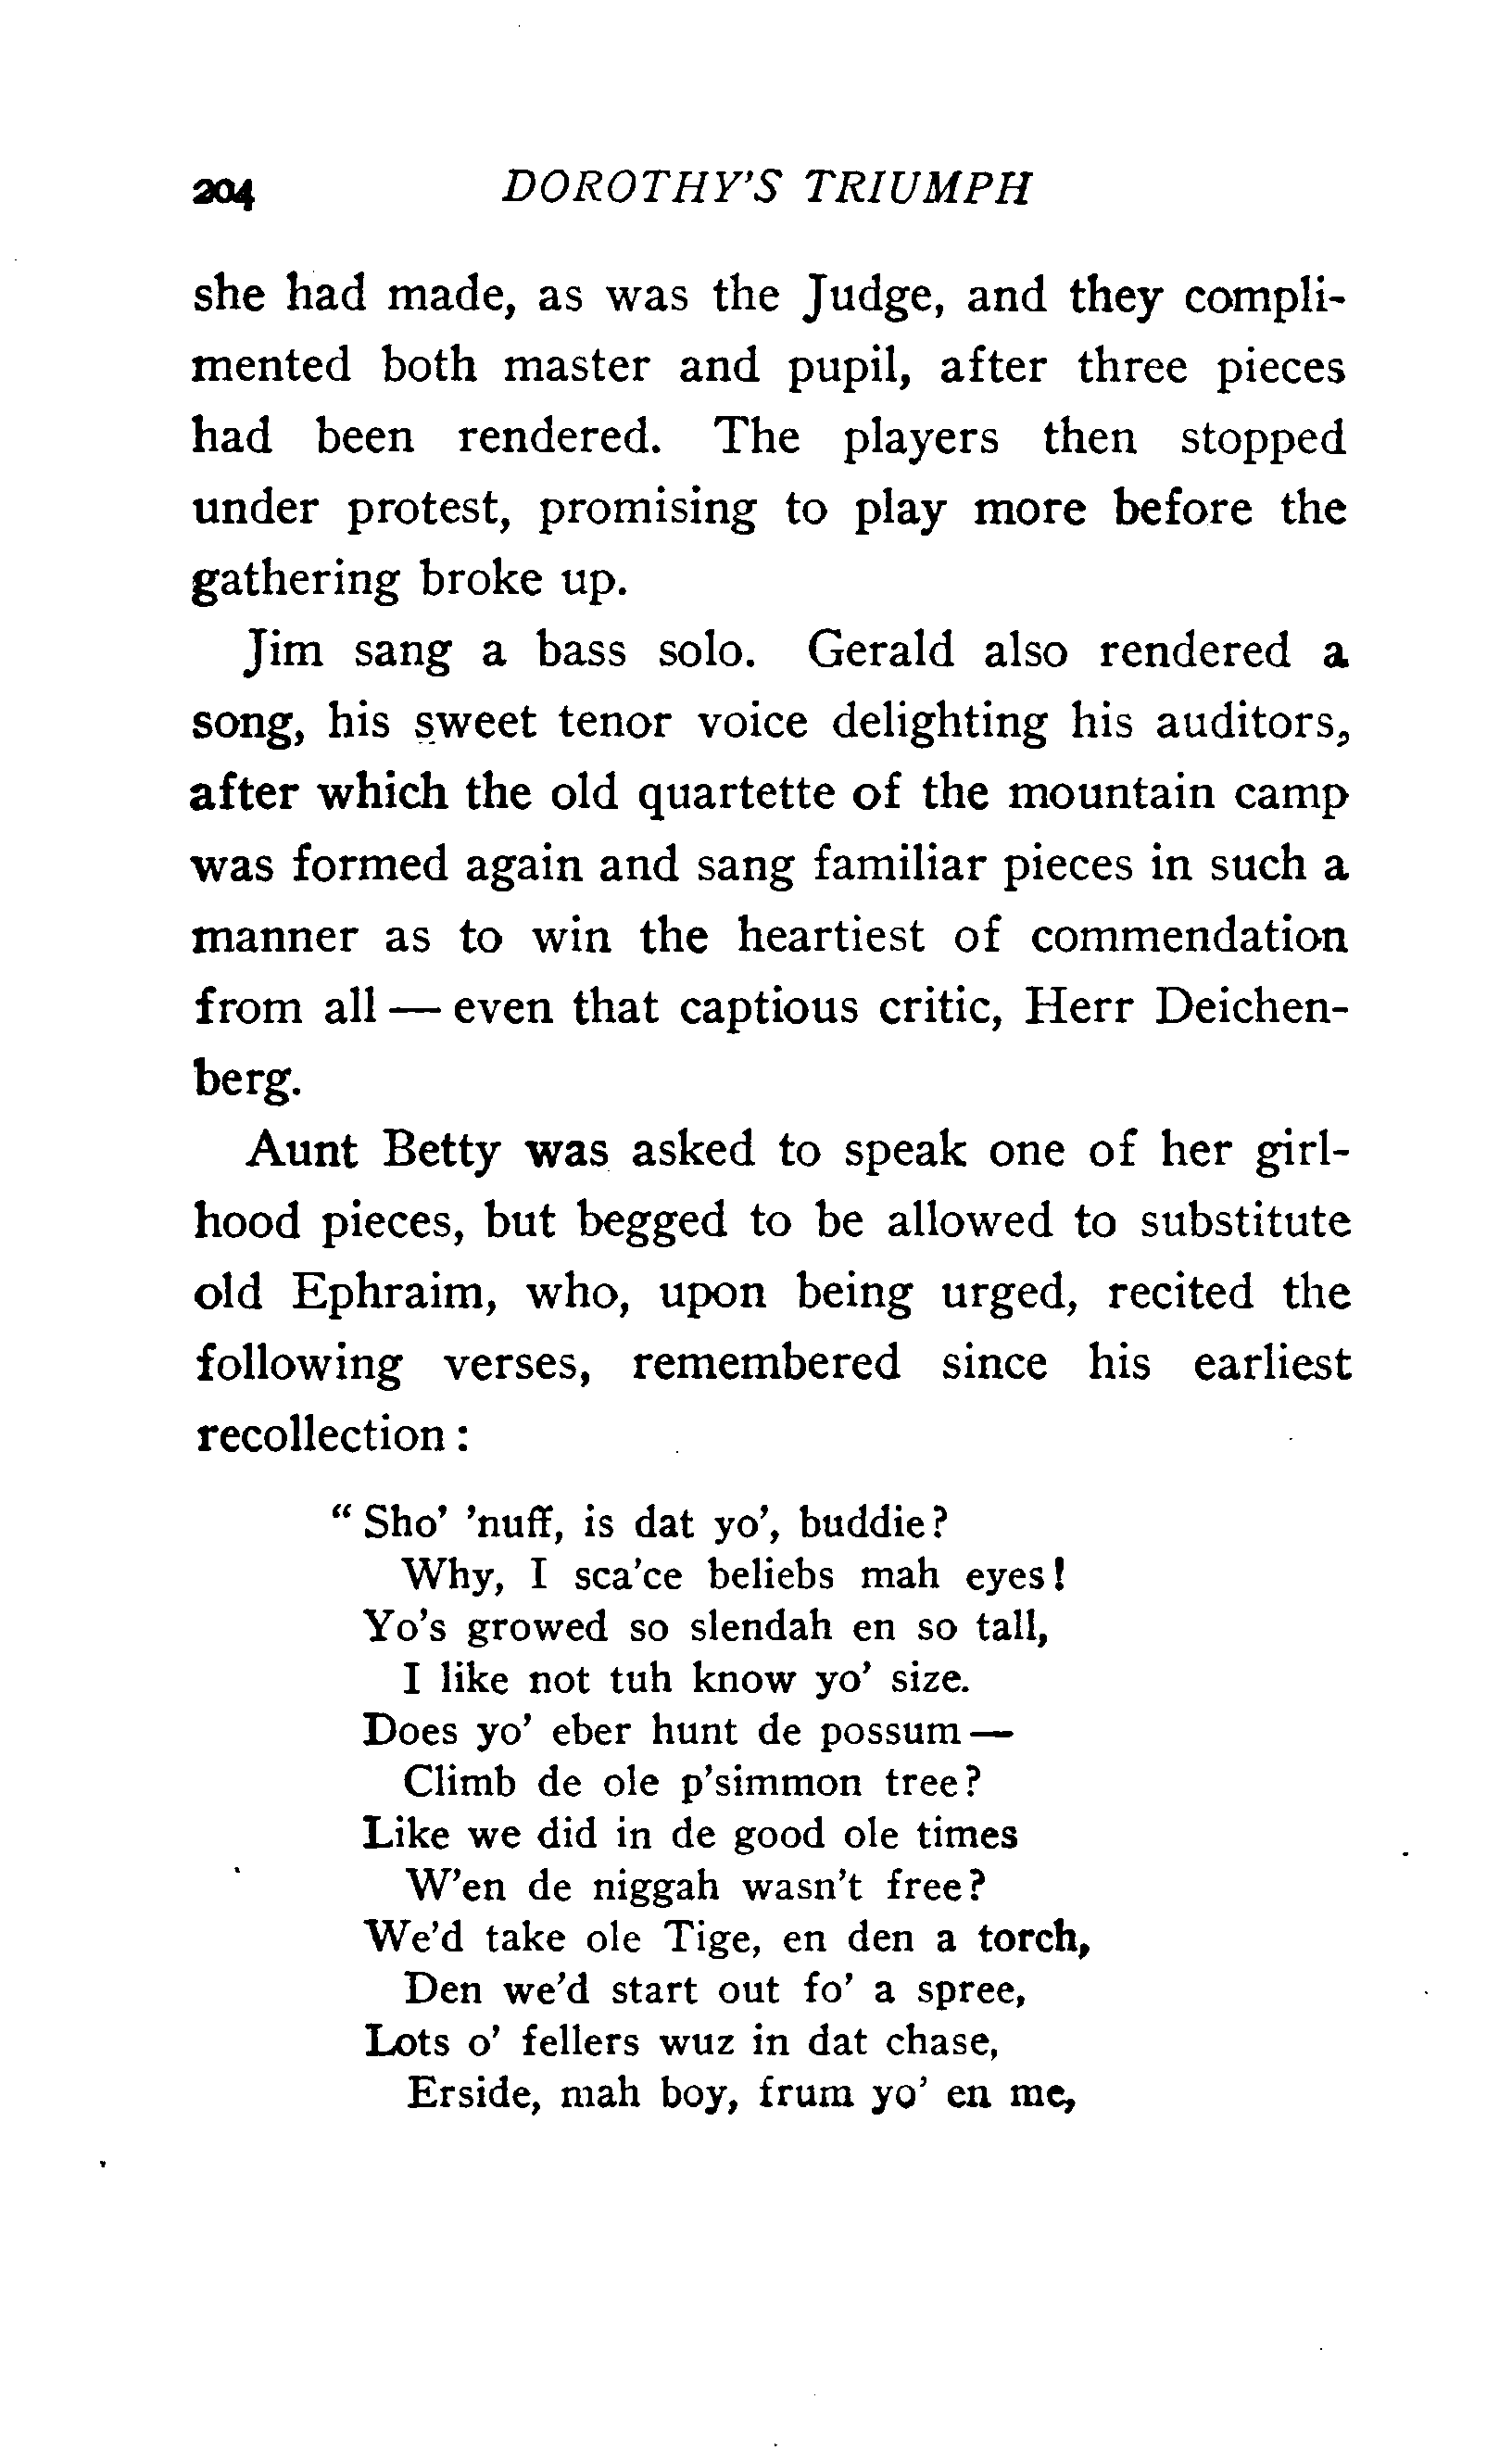 204 DOROTHY'S TRIUMPH
she had made, as was the Judge, and they compli-
mented both master and pupil, after three pieces
had been rendered. The players then stopped
under protest, promising to play more before the
gathering broke up.
Jim sang a bass solo. Gerald also rendered a
song, his sweet tenor voice delighting his auditors,
after which the old quartette of the mountain camp
was formed again and sang familiar pieces in such a
manner as to win the heartiest of commendation
from all — even that captious critic, Herr Deichen-
berg.
Aunt Betty was asked to speak one of her girl-
hood pieces, but begged to be allowed to substitute
old Ephraim, who, upon being urged, recited the
following verses, remembered since his earliest
recollection:
" Sho' 'nuff, is dat yo', buddie?
Why, I sca'ce beliebs mah eyes!
Yo's growed so slendah en so tall,
I like not tuh know yo' size.
Does yo' eber hunt de possum —
Climb de ole p'simmon tree?
Like we did in de good ole times
W'en de niggah wasn't free?
We'd take ole Tige, en den a torch,
Den we'd start out fo' a spree,
Lots o' fellers wuz in dat chase,
Erside, mah boy, frum yo' en me,